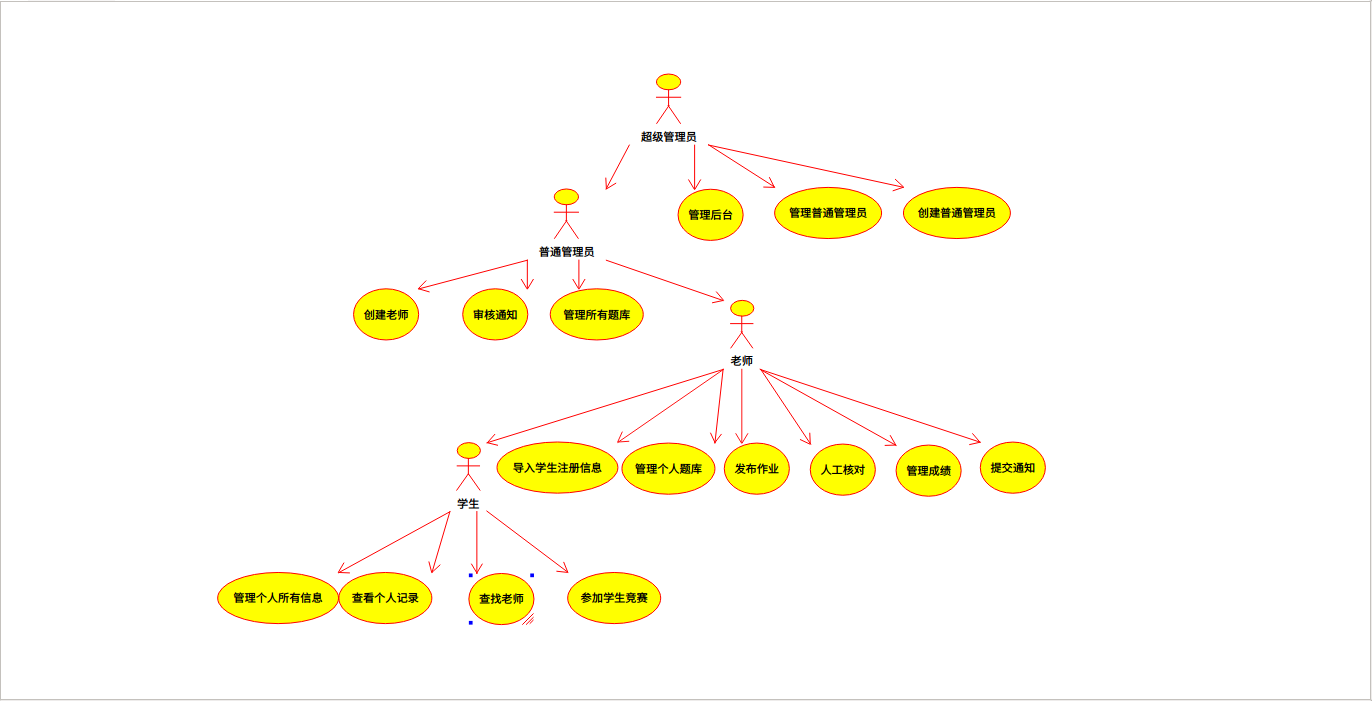 超级管理员
管理后台
管理普通管理员
创建普通管理员
普通管理员
创建老师
审核通知
管理所有题库
老师
导入学生注册信息
管理个人题库
发布作业
人工核对
管理成绩
提交通知
学生
管理个人所有信息
查看个人记录
查找老师
参加学生竞赛